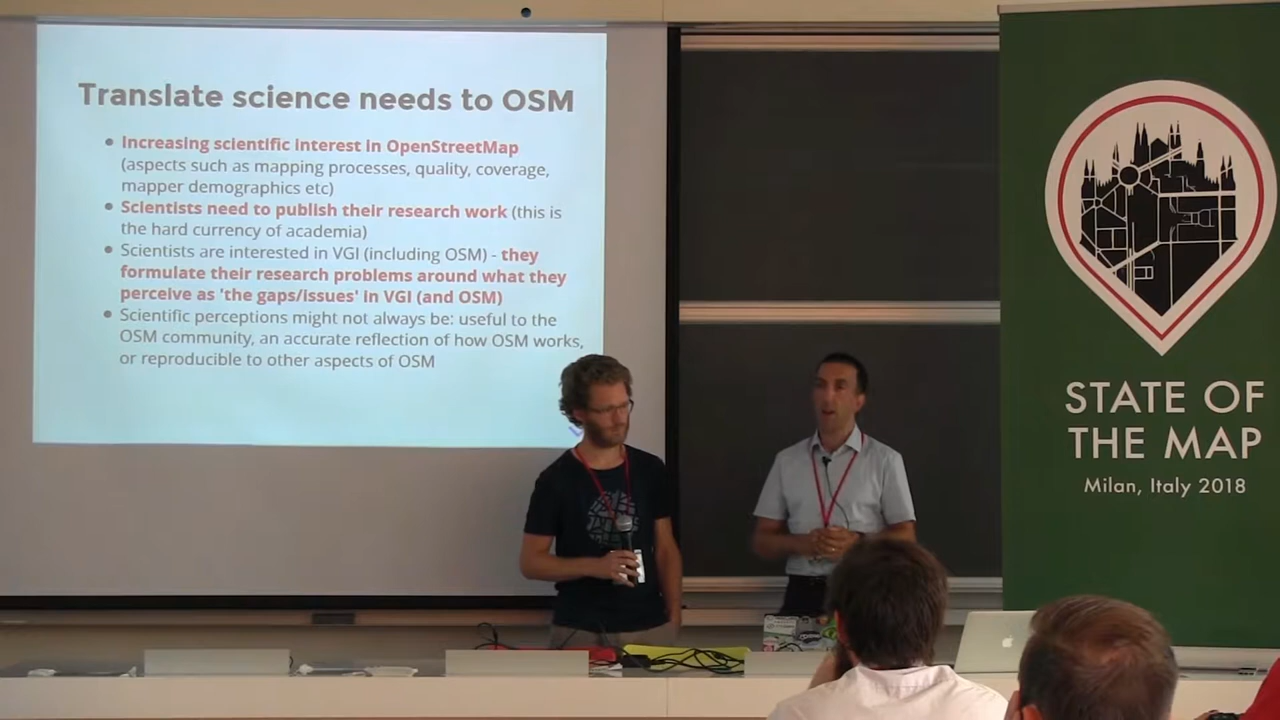 Translate science needs to OSM
Increasing scientific interest in OpenStreetMap
(aspects such as mapping processes, quality, coverage,
mapper demographics etc)
Scientists need to publish their research work (this is
the hard currency of academia)
Scientists are interested in VGI (including OSM) - they
formulate their research problems around what they
perceive as 'the gaps/issues' in VGI (and OSM)
Scientific perceptions might not always be: useful to the
OSM community, an accurate reflection of how OSM works,
or reproducible to other aspects of OSM
STATE OF
THE MAP
Milan, Italy 2018